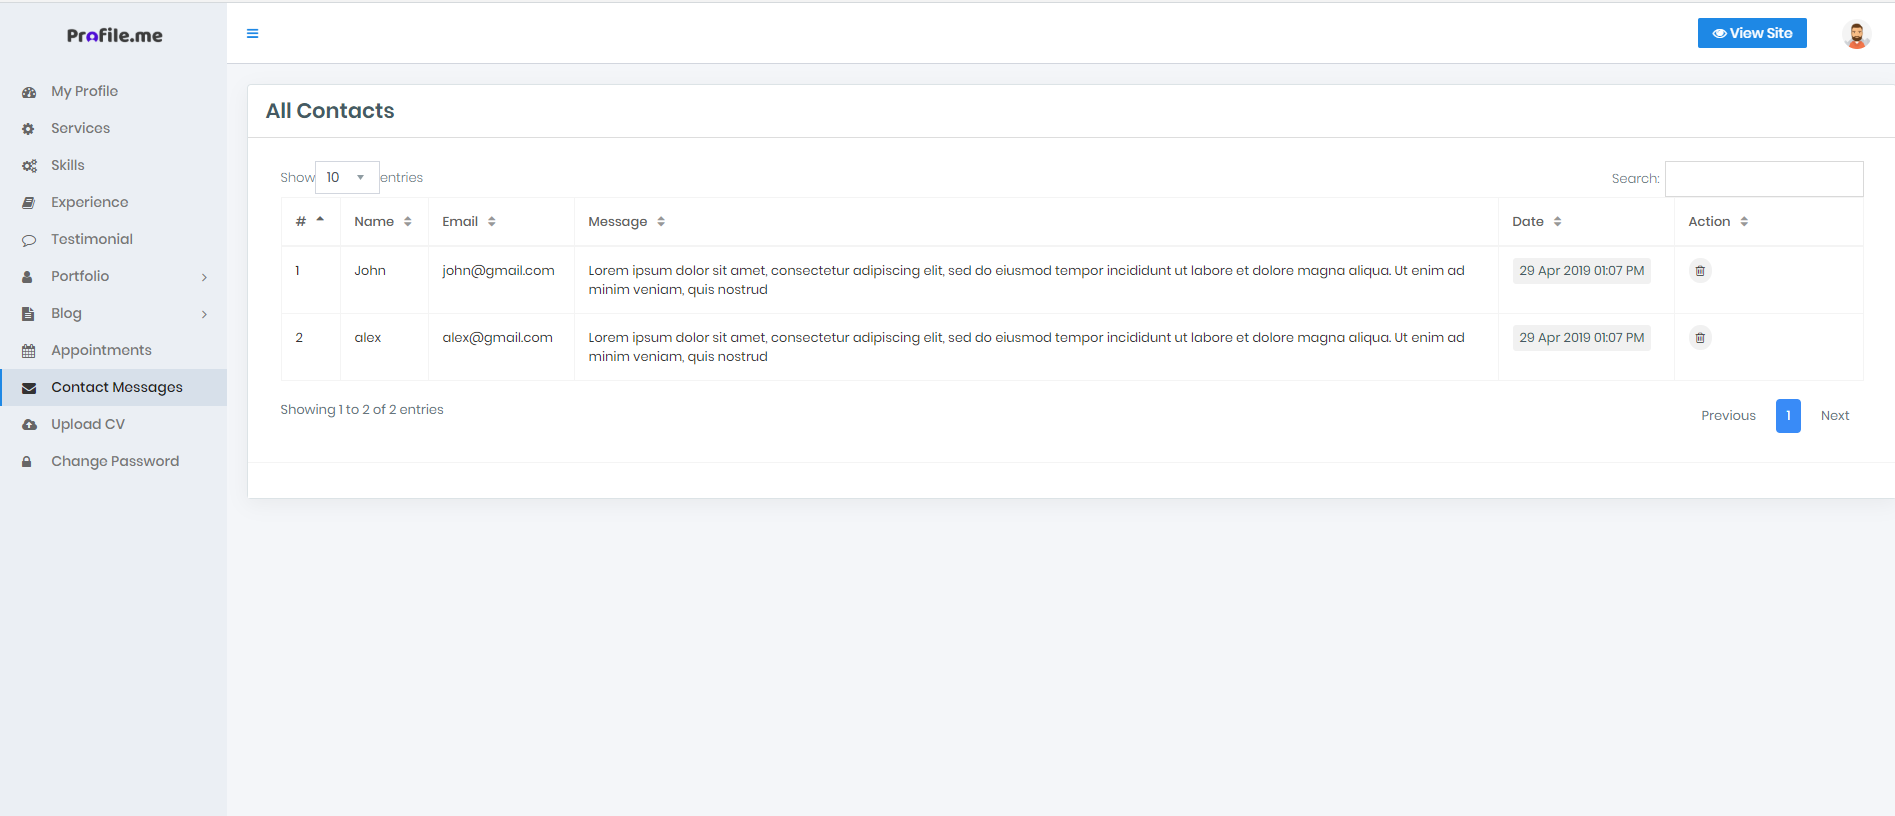 Profile.me
View Site
My Profile
Services
Skills
Experience
Testimonial
Portfolio
Blog
Appointments
Contact Messages
Upload CV
Change Password
All Contacts
Show 10 entries
Search:
# Name Email Message Date Action
1 John john@gmail.com Lorem ipsum dolor sit amet, consectetur adipiscing elit, sed do eiusmod tempor incididunt ut labore et dolore magna aliqua. Ut enim ad 29 Apr 2019 01:07 PM
minim veniam, quis nostrud
2 alex alex@gmail.com Lorem ipsum dolor sit amet, consectetur adipiscing elit, sed do eiusmod tempor incididunt ut labore et dolore magna aliqua. Ut enim ad 29 Apr 2019 01:07 PM
minim veniam, quis nostrud
Showing 1 to 2 of 2 entries
Previous 1 Next